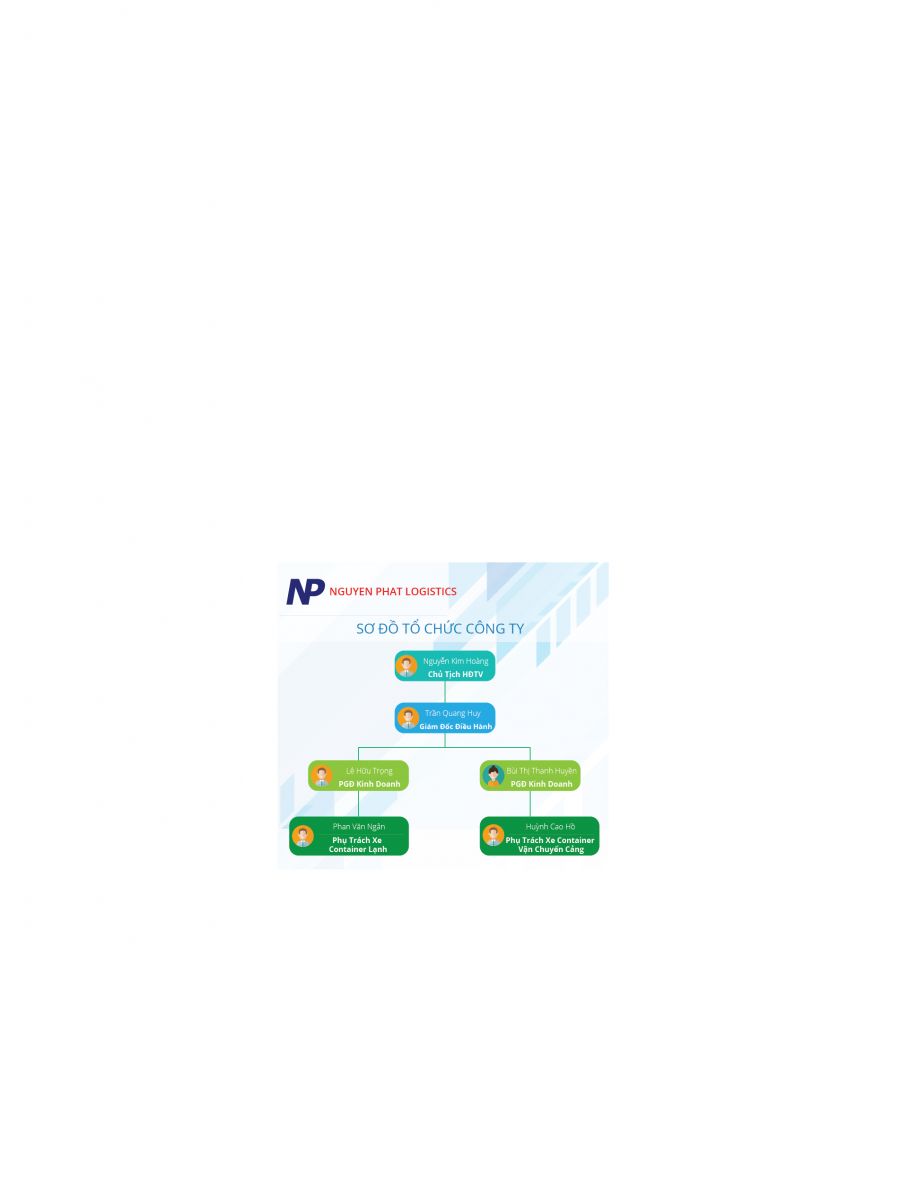 NP NGUYEN PHAT LOGISTICS
SƠ ĐỒ TỔ CHỨC CÔNG TY
Nguyễn Kim Hoàng
Chủ Tịch HĐTV
Trần Quang Huy
Giám Đốc Điều Hành
Lê Hữu Trọng
PGĐ Kinh Doanh
Bùi Thị Thanh Huyền
PGĐ Kinh Doanh
Phan Văn Ngân
Phụ Trách Xe
Container Lạnh
Huỳnh Cao Hồ
Phụ Trách Xe Container
Vận Chuyển Cảng